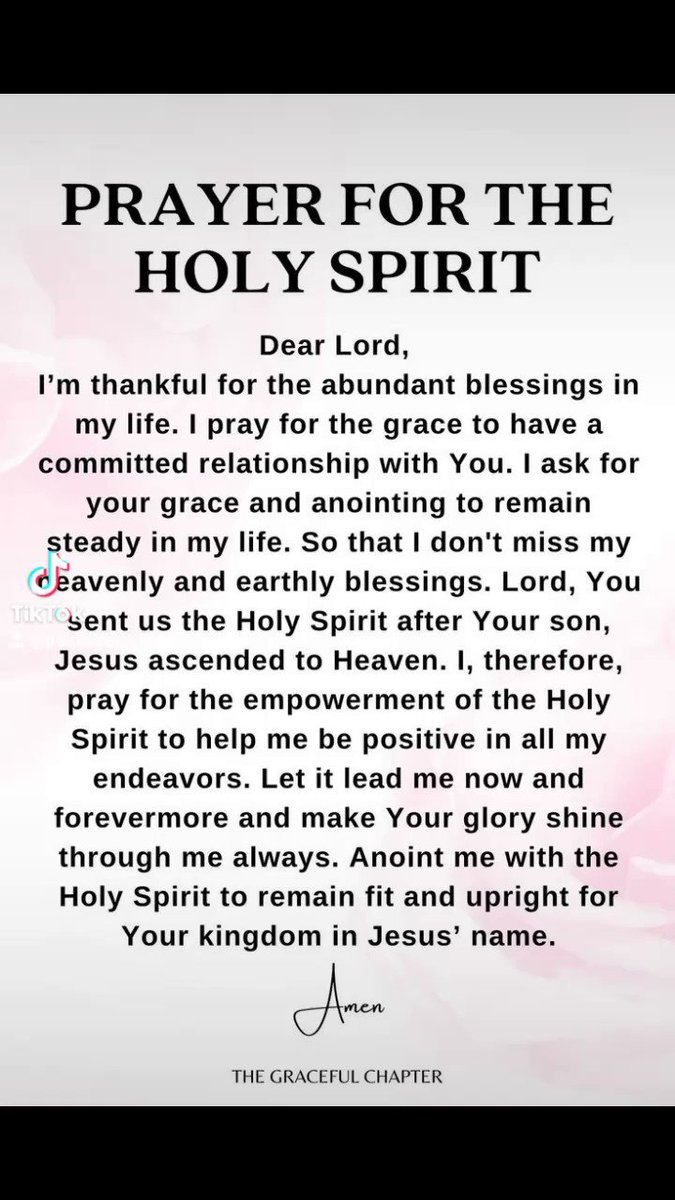 PRAYER FOR THE
HOLY SPIRIT
Dear Lord,
I’m thankful for the abundant blessings in
my life. I pray for the grace to have a
committed relationship with You. I ask for
your grace and anointing to remain
steady in my life. So that I don't miss my
heavenly and earthly blessings. Lord, You
TikTok
sent us the Holy Spirit after Your son,
Jesus ascended to Heaven. I, therefore,
pray for the empowerment of the Holy
Spirit to help me be positive in all my
endeavors. Let it lead me now and
forevermore and make Your glory shine
through me always. Anoint me with the
Holy Spirit to remain fit and upright for
Your kingdom in Jesus’ name.
Amen
THE GRACEFUL CHAPTER